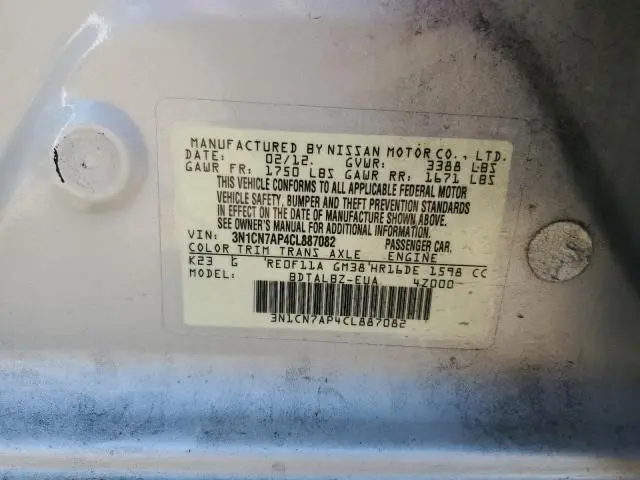 MANUFACTURED BY NISSAN MOTOR CO., LTD.
DATE: 02/12. GVWR: 3388 LBS
GAWR FR: 1750 LBS GAWR RR: 1671 LBS
THIS VEHICLE CONFORMS TO ALL APPLICABLE FEDERAL MOTOR
VEHICLE SAFETY, BUMPER AND THEFT PREVENTION STANDARDS
IN EFFECT ON THE DATE OF MANUFACTURE SHOWN ABOVE.
SEE OWNER'S MANUAL FOR ADDITIONAL INFORMATION.
VIN: 3N1CN7AP4CL887082 PASSENGER CAR.
COLOR TRIM TRANS AXLE ENGINE
K23 G RE0F11A GM38 HR16DE 1598 CC
MODEL: BDTALBZ-EUA 4Z000
3N1CN7AP4CL887082